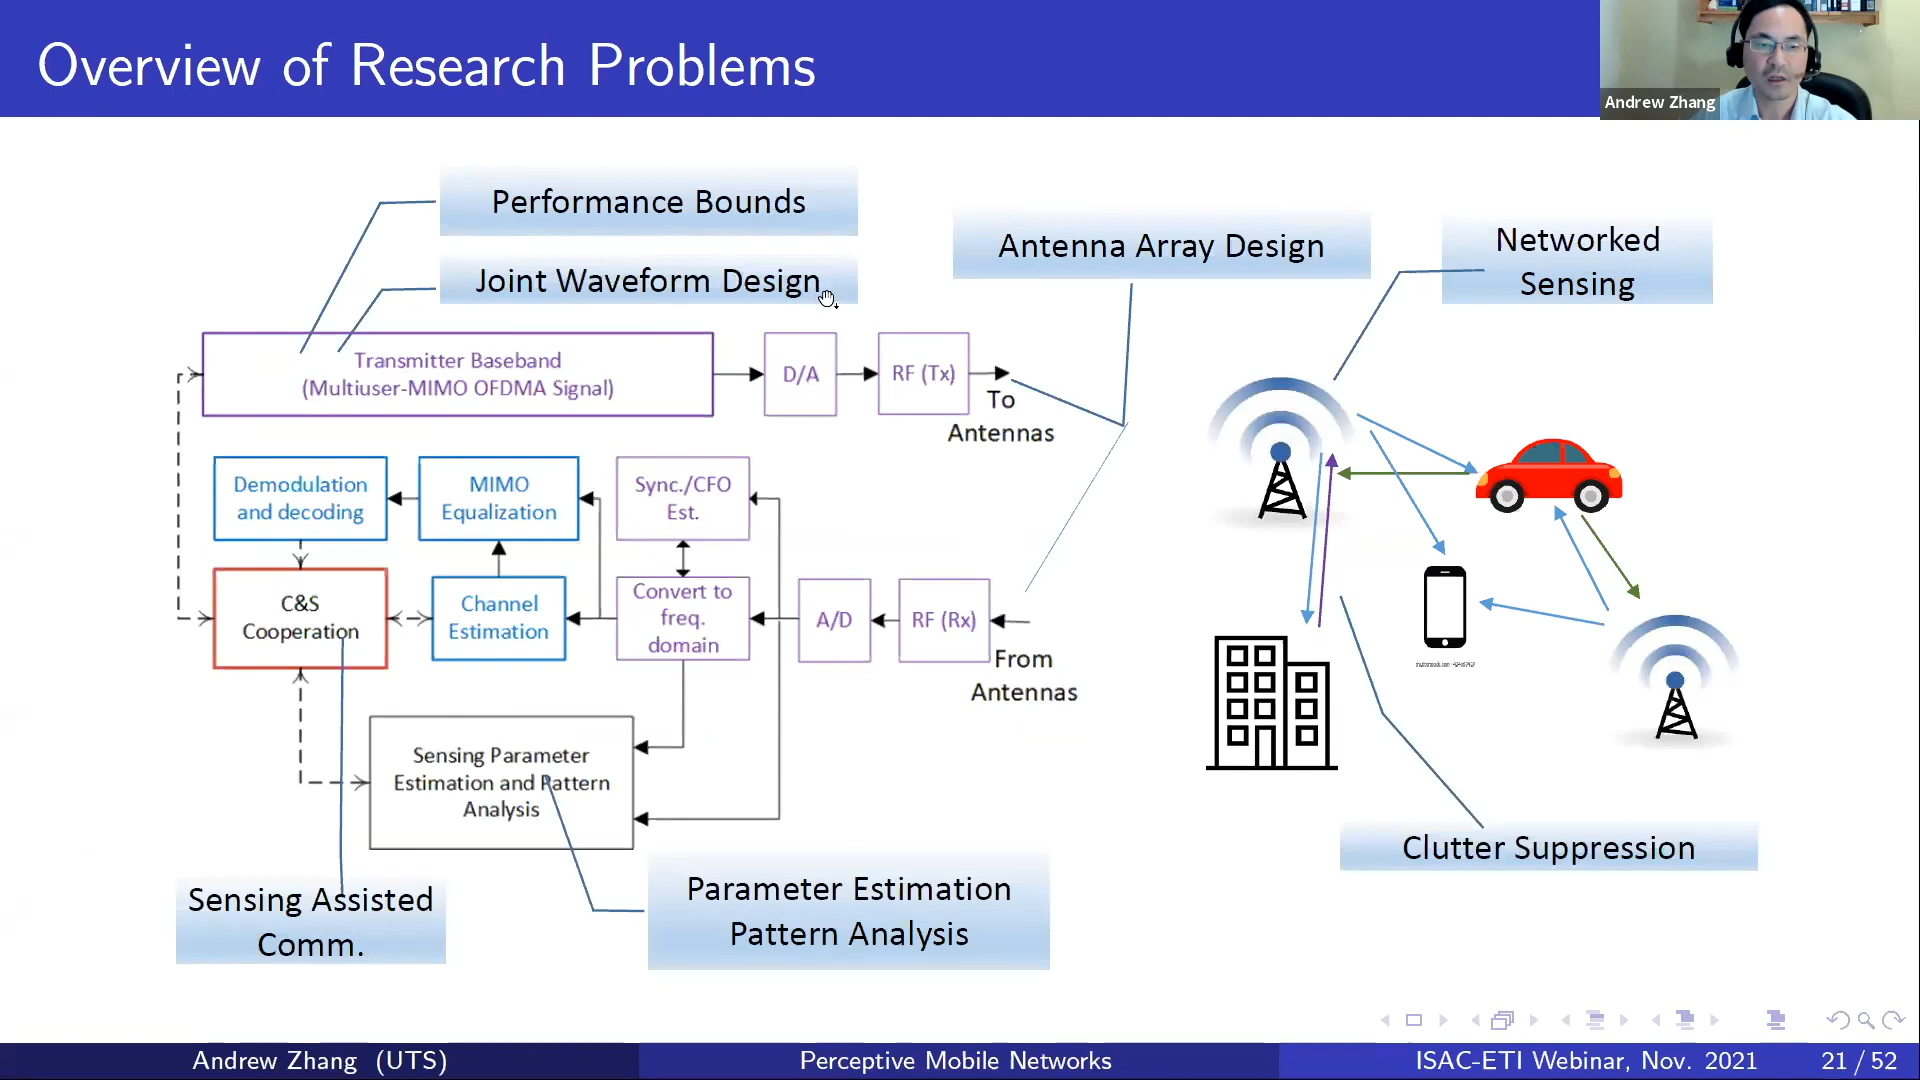 Overview of Research Problems
Andrew Zhang
Performance Bounds
Joint Waveform Design
Antenna Array Design
Networked
Sensing
Transmitter Baseband
(Multiuser-MIMO OFDMA Signal)
D/A
RF (Tx)
To
Antennas
Demodulation
and decoding
MIMO
Equalization
Sync./CFO
Est.
C&S
Cooperation
Channel
Estimation
Convert to
freq.
domain
A/D
RF (Rx)
From
Antennas
Sensing Parameter
Estimation and Pattern
Analysis
Sensing Assisted
Comm.
Parameter Estimation
Pattern Analysis
Clutter Suppression
Andrew Zhang (UTS)
Perceptive Mobile Networks
ISAC-ETI Webinar, Nov. 2021
21 / 52